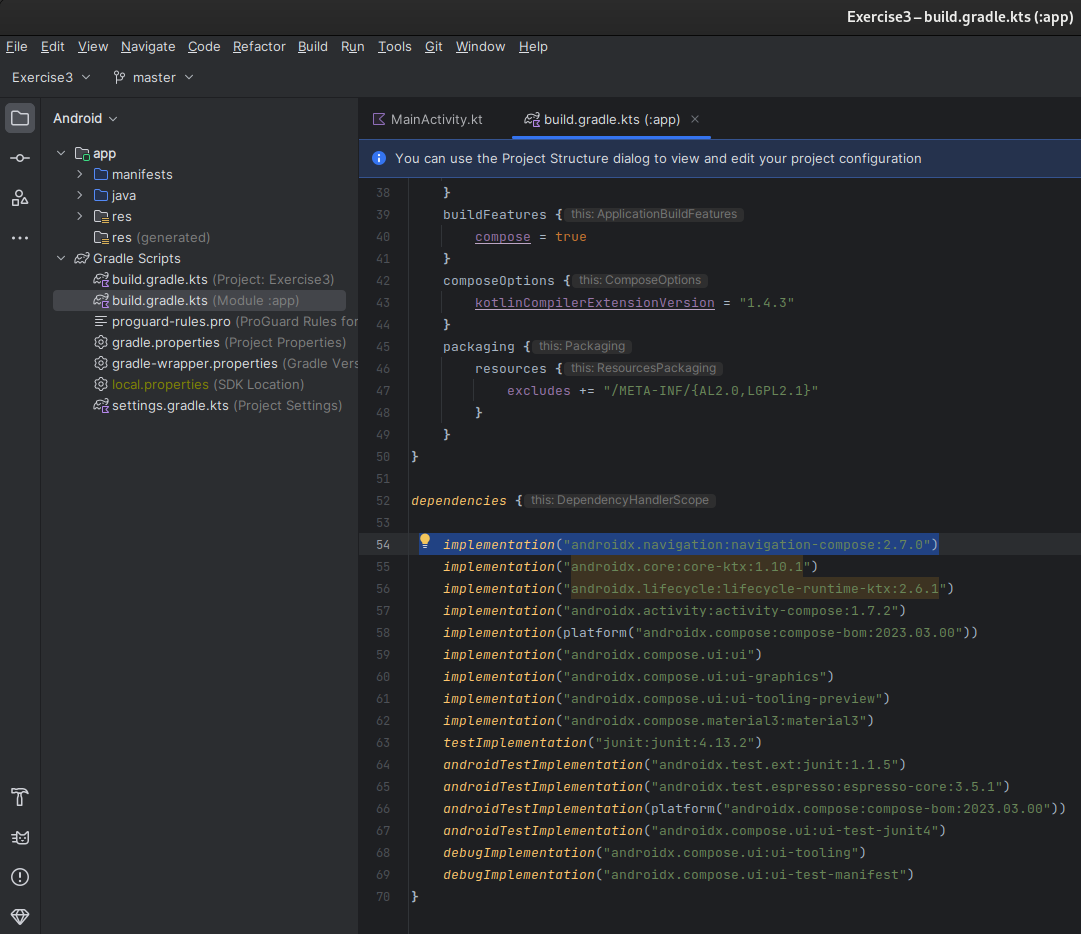 Exercise3 – build.gradle.kts (:app)
File Edit View Navigate Code Refactor Build Run Tools Git Window Help
Exercise3 master
Android
app
manifests
java
res
res (generated)
Gradle Scripts
build.gradle.kts (Project: Exercise3)
build.gradle.kts (Module :app)
proguard-rules.pro (ProGuard Rules for
gradle.properties (Project Properties)
gradle-wrapper.properties (Gradle Vers
local.properties (SDK Location)
settings.gradle.kts (Project Settings)
MainActivity.kt build.gradle.kts (:app)
You can use the Project Structure dialog to view and edit your project configuration
38 }
39 buildFeatures { this: ApplicationBuildFeatures
40 compose = true
41 }
42 composeOptions { this: ComposeOptions
43 kotlinCompilerExtensionVersion = "1.4.3"
44 }
45 packaging { this: Packaging
46 resources { this: ResourcesPackaging
47 excludes += "/META-INF/{AL2.0,LGPL2.1}"
48 }
49 }
50 }
51
52 dependencies { this: DependencyHandlerScope
53
54 implementation("androidx.navigation:navigation-compose:2.7.0")
55 implementation("androidx.core:core-ktx:1.10.1")
56 implementation("androidx.lifecycle:lifecycle-runtime-ktx:2.6.1")
57 implementation("androidx.activity:activity-compose:1.7.2")
58 implementation(platform("androidx.compose:compose-bom:2023.03.00"))
59 implementation("androidx.compose.ui:ui")
60 implementation("androidx.compose.ui:ui-graphics")
61 implementation("androidx.compose.ui:ui-tooling-preview")
62 implementation("androidx.compose.material3:material3")
63 testImplementation("junit:junit:4.13.2")
64 androidTestImplementation("androidx.test.ext:junit:1.1.5")
65 androidTestImplementation("androidx.test.espresso:espresso-core:3.5.1")
66 androidTestImplementation(platform("androidx.compose:compose-bom:2023.03.00"))
67 androidTestImplementation("androidx.compose.ui:ui-test-junit4")
68 debugImplementation("androidx.compose.ui:ui-tooling")
69 debugImplementation("androidx.compose.ui:ui-test-manifest")
70 }